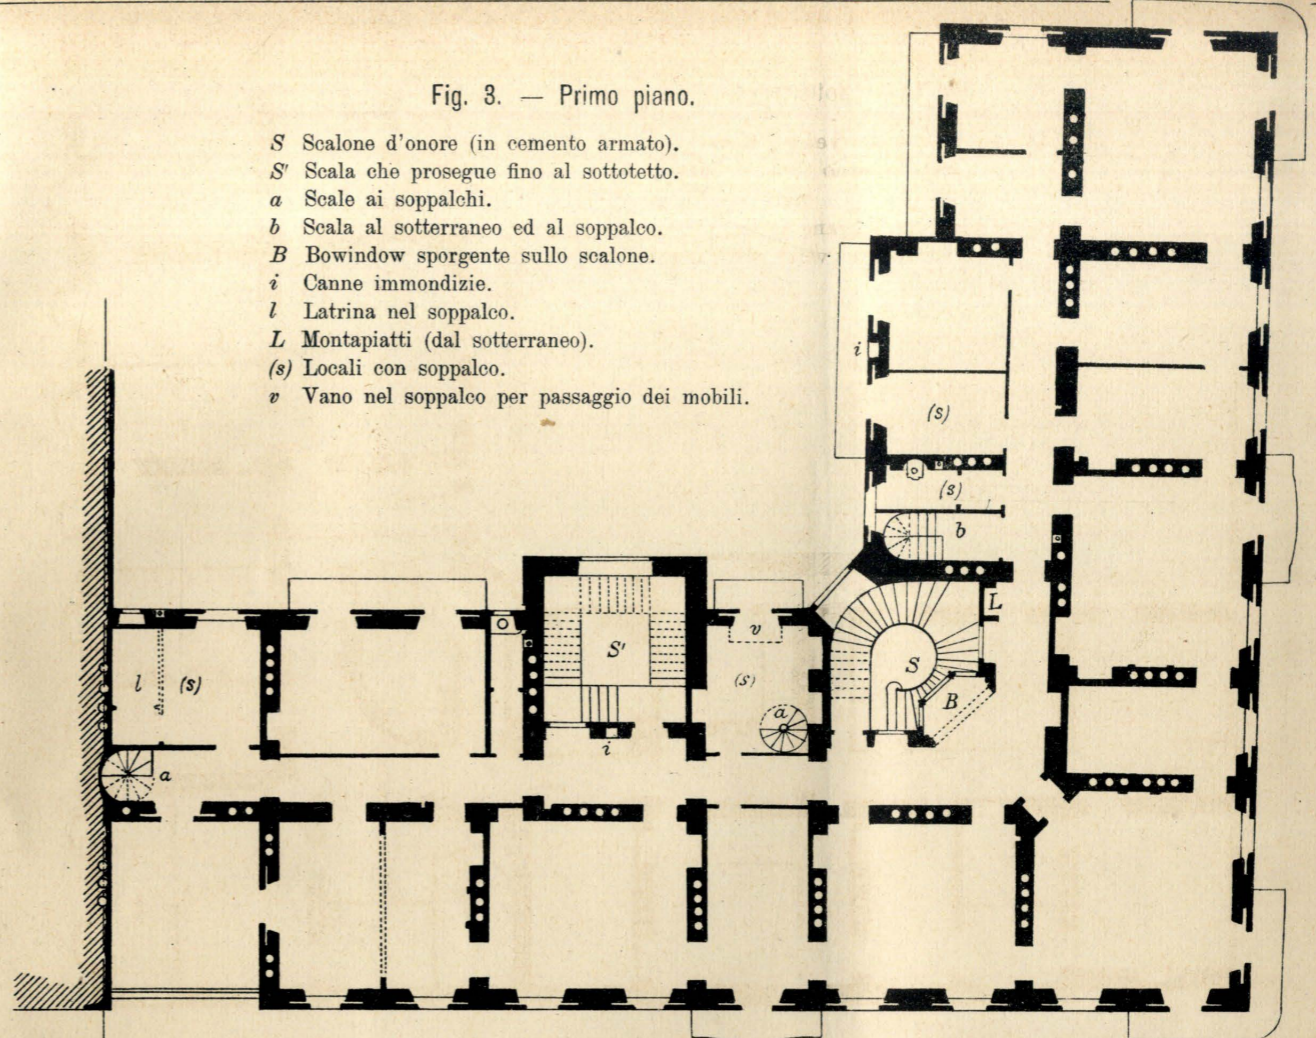 Fig. 3. — Primo piano.
S Scalone d'onore (in cemento armato).
S' Scala che prosegue fino al sottotetto.
a Scale ai soppalchi.
b Scala al sotterraneo ed al soppalco.
B Bowindow sporgente sullo scalone.
i Canne immondizie.
l Latrina nel soppalco.
L Montapiatti (dal sotterraneo).
(s) Locali con soppalco.
v Vano nel soppalco per passaggio dei mobili.
i
(s)
(s)
b
L
v
S'
S
l (s)
(s)
B
a
i
a